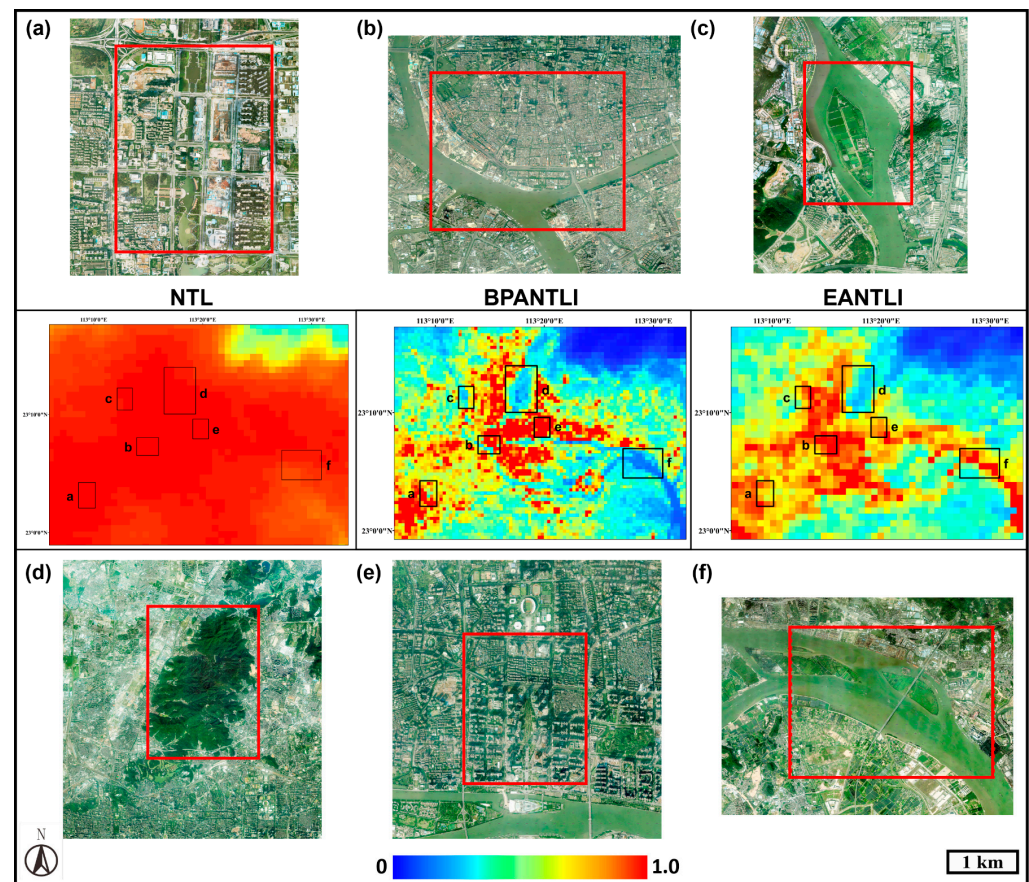 (a)
(b)
(c)
NTL
BPANTLI
EANTLI
113°10'0"E 113°20'0"E 113°30'0"E
113°10'0"E 113°20'0"E 113°30'0"E
113°10'0"E 113°20'0"E 113°30'0"E
23°10'0"N
23°0'0"N
a
b
c
d
e
f
23°10'0"N
23°0'0"N
a
b
c
d
e
f
23°10'0"N
23°0'0"N
a
b
c
d
e
f
(d)
(e)
(f)
N
0
1.0
1 km